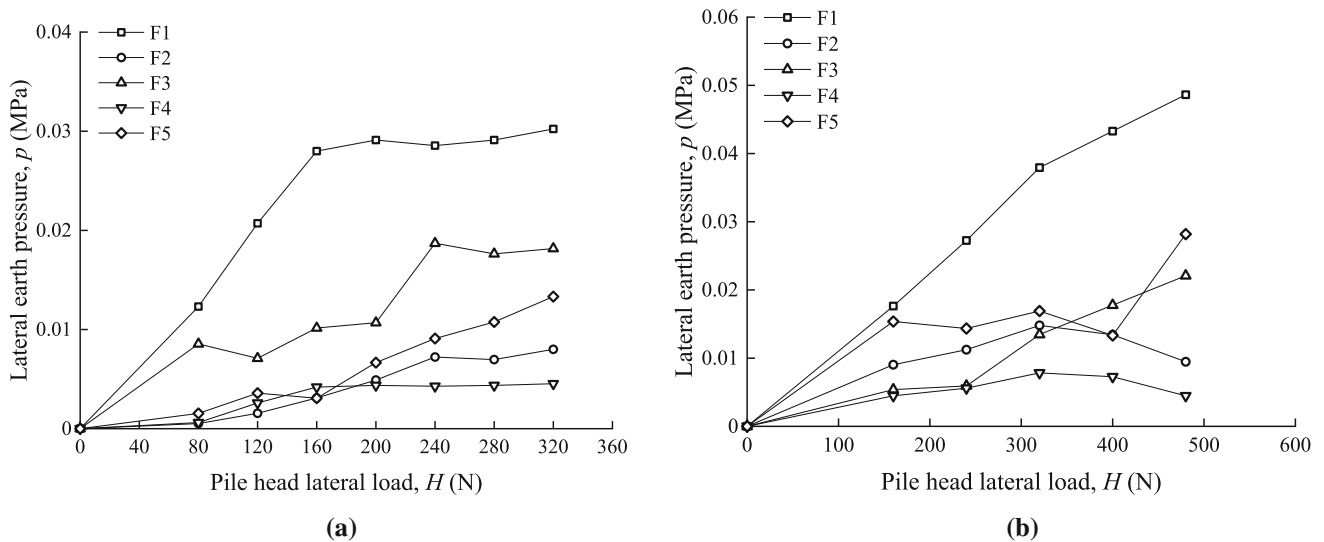 0.04
0.03
0.02
0.01
0
Lateral earth pressure, p (MPa)
F1
F2
F3
F4
F5
0 40 80 120 160 200 240 280 320 360
Pile head lateral load, H (N)
(a)
0.06
0.05
0.04
0.03
0.02
0.01
0
Lateral earth pressure, p (MPa)
F1
F2
F3
F4
F5
0 100 200 300 400 500 600
Pile head lateral load, H (N)
(b)